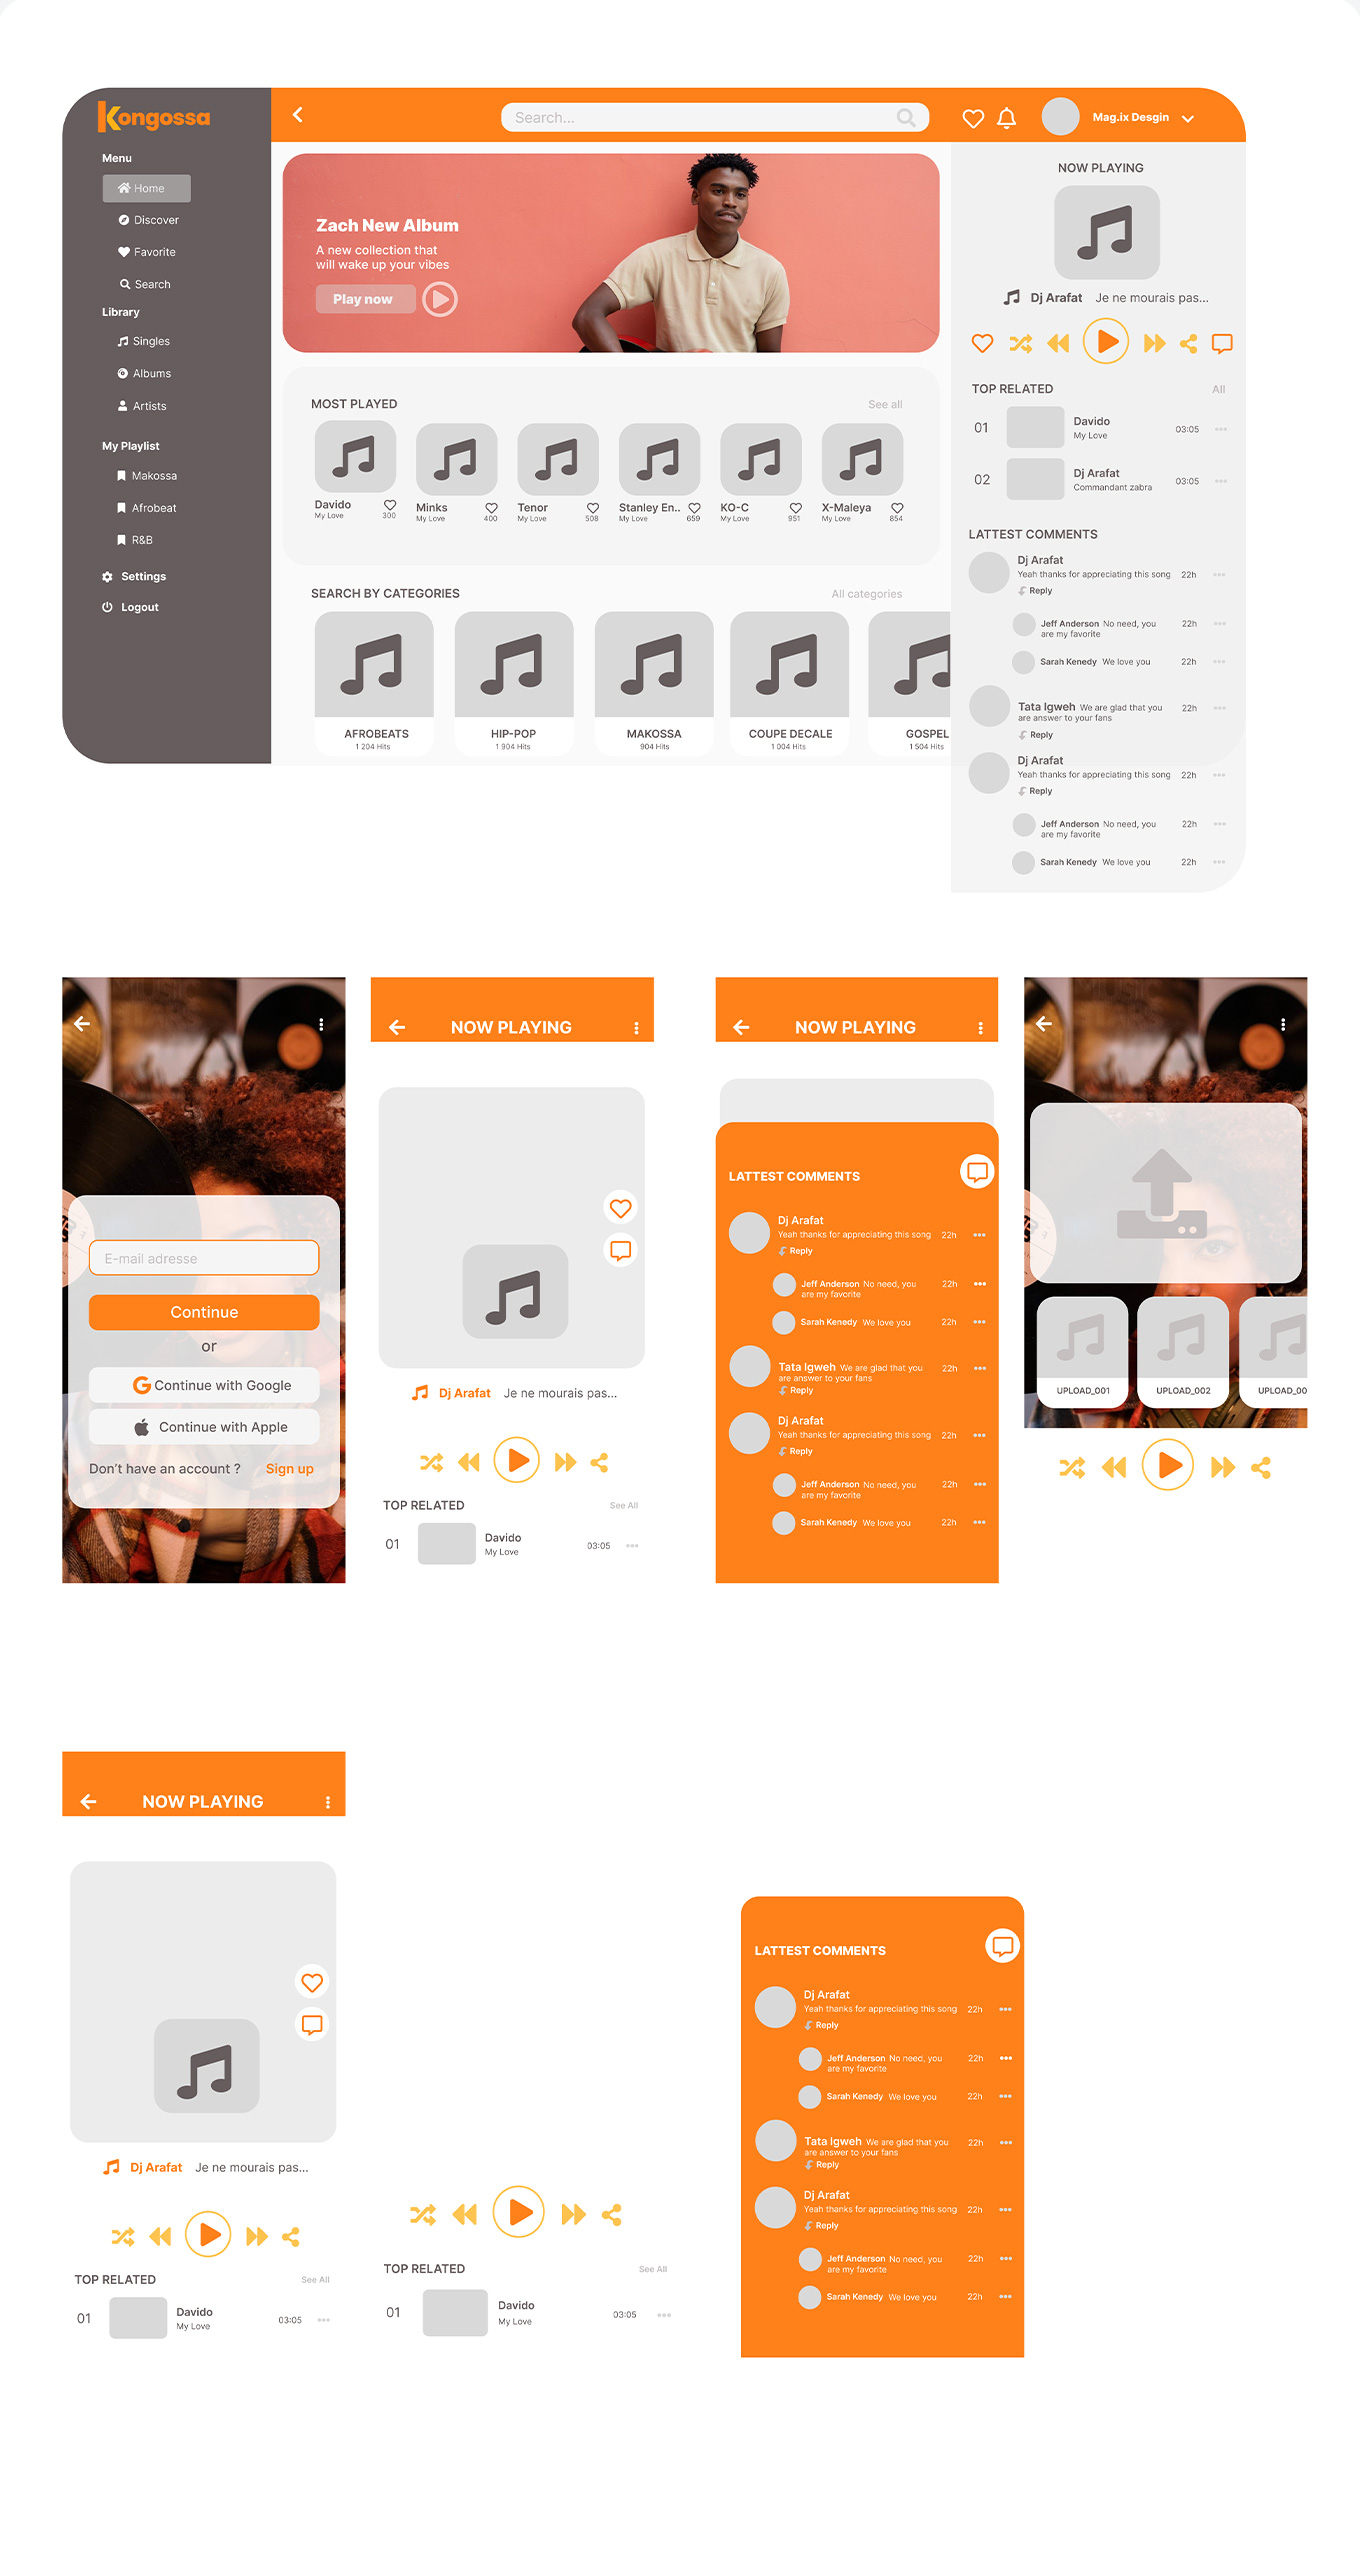 Kongossa
Search...
Mag.ix Desgin
Menu
Home
Discover
Favorite
Search
Library
Singles
Albums
Artists
My Playlist
Makossa
Afrobeat
R&B
Settings
Logout
Zach New Album
A new collection that
will wake up your vibes
Play now
MOST PLAYED See all
Davido
My Love 300
Minks
My Love 400
Tenor
My Love 508
Stanley En..
My Love 659
KO-C
My Love 951
X-Maleya
My Love 854
SEARCH BY CATEGORIES All categories
AFROBEATS
1 204 Hits
HIP-POP
1 904 Hits
MAKOSSA
904 Hits
COUPE DECALE
1 004 Hits
GOSPEL
1 504 Hits
NOW PLAYING
Dj Arafat Je ne mourais pas...
TOP RELATED All
01 Davido 03:05
My Love
02 Dj Arafat 03:05
Commandant zabra
LATTEST COMMENTS
Dj Arafat
Yeah thanks for appreciating this song 22h
Reply
Jeff Anderson No need, you 22h
are my favorite
Sarah Kenedy We love you 22h
Tata Igweh We are glad that you 22h
are answer to your fans
Reply
Dj Arafat
Yeah thanks for appreciating this song 22h
Reply
Jeff Anderson No need, you 22h
are my favorite
Sarah Kenedy We love you 22h
E-mail adresse
Continue
or
Continue with Google
Continue with Apple
Don't have an account ? Sign up
NOW PLAYING
Dj Arafat Je ne mourais pas...
TOP RELATED See All
01 Davido 03:05
My Love
NOW PLAYING
LATTEST COMMENTS
Dj Arafat
Yeah thanks for appreciating this song 22h
Reply
Jeff Anderson No need, you 22h
are my favorite
Sarah Kenedy We love you 22h
Tata Igweh We are glad that you 22h
are answer to your fans
Reply
Dj Arafat
Yeah thanks for appreciating this song 22h
Reply
Jeff Anderson No need, you 22h
are my favorite
Sarah Kenedy We love you 22h
UPLOAD_001
UPLOAD_002
UPLOAD_00
NOW PLAYING
Dj Arafat Je ne mourais pas...
TOP RELATED See All
01 Davido 03:05
My Love
TOP RELATED See All
01 Davido 03:05
My Love
LATTEST COMMENTS
Dj Arafat
Yeah thanks for appreciating this song 22h
Reply
Jeff Anderson No need, you 22h
are my favorite
Sarah Kenedy We love you 22h
Tata Igweh We are glad that you 22h
are answer to your fans
Reply
Dj Arafat
Yeah thanks for appreciating this song 22h
Reply
Jeff Anderson No need, you 22h
are my favorite
Sarah Kenedy We love you 22h